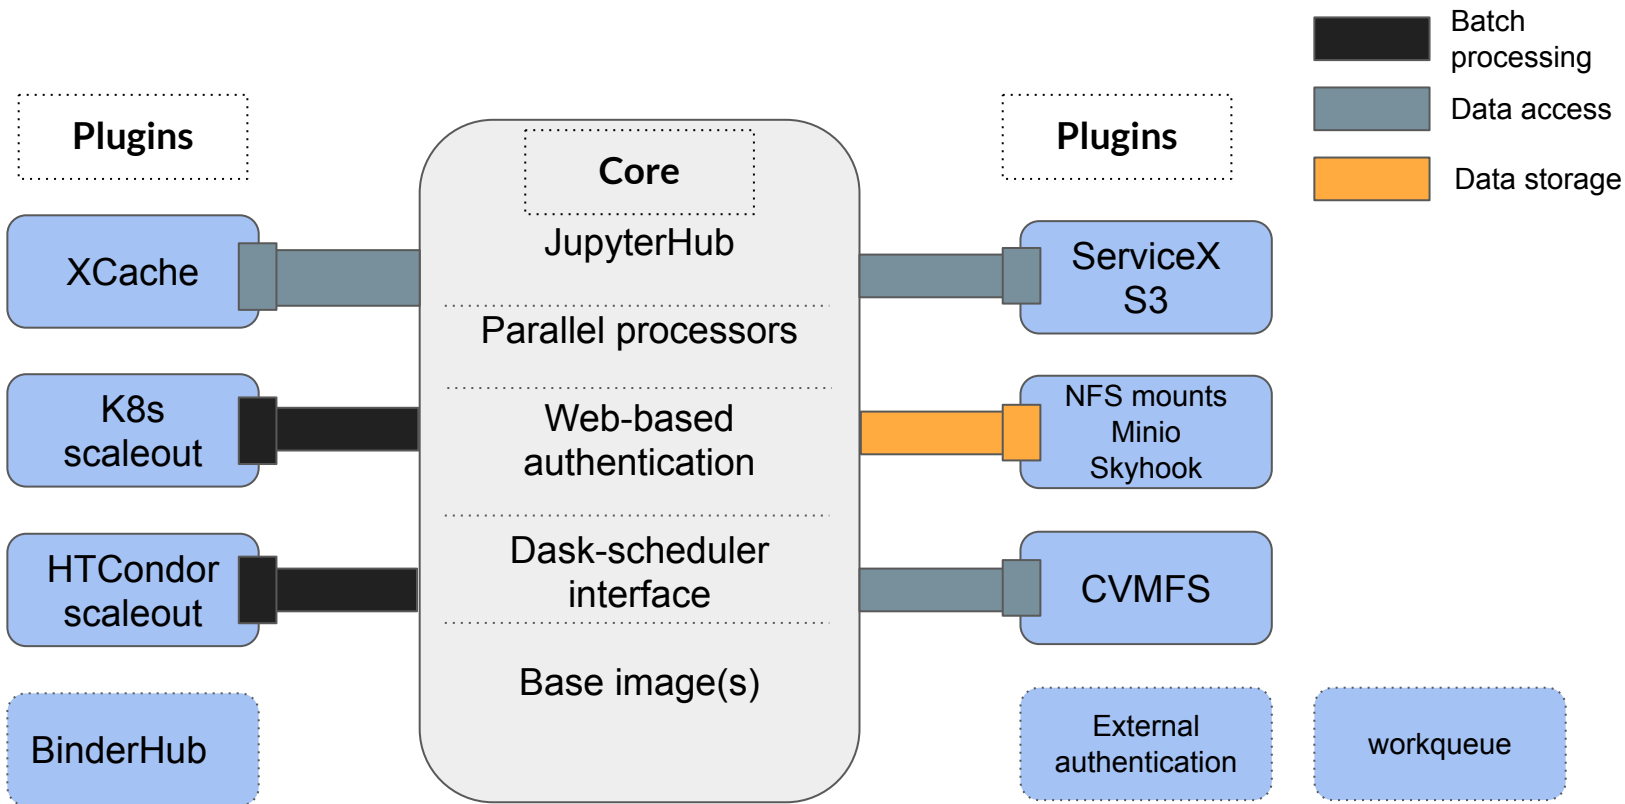 Batch
processing
Data access
Data storage
Plugins
XCache
K8s
scaleout
HTCondor
scaleout
BinderHub
Core
JupyterHub
Parallel processors
Web-based
authentication
Dask-scheduler
interface
Base image(s)
Plugins
ServiceX
S3
NFS mounts
Minio
Skyhook
CVMFS
External
authentication
workqueue